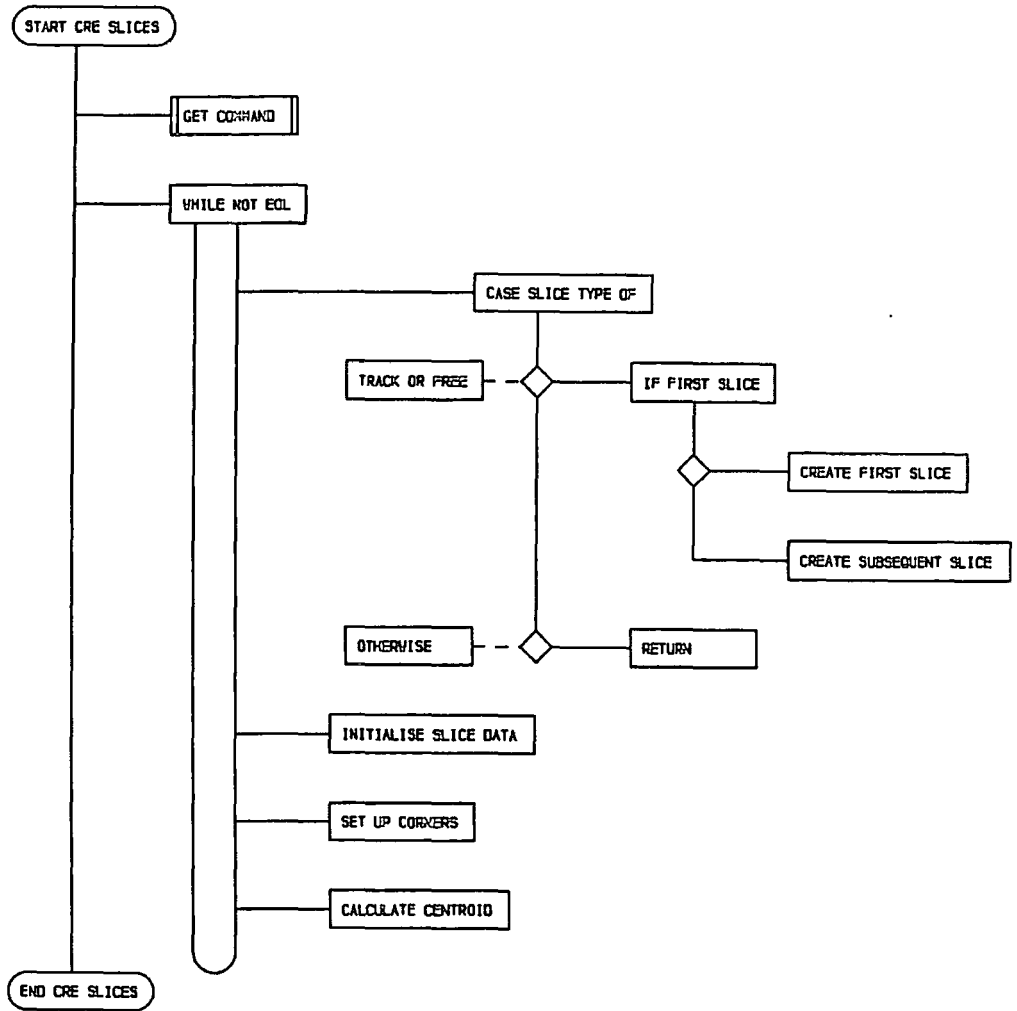 START CRE SLICES
GET COMMAND
WHILE NOT EOL
CASE SLICE TYPE OF
TRACK OR FREE
IF FIRST SLICE
CREATE FIRST SLICE
CREATE SUBSEQUENT SLICE
OTHERWISE
RETURN
INITIALISE SLICE DATA
SET UP CORNERS
CALCULATE CENTROID
END CRE SLICES